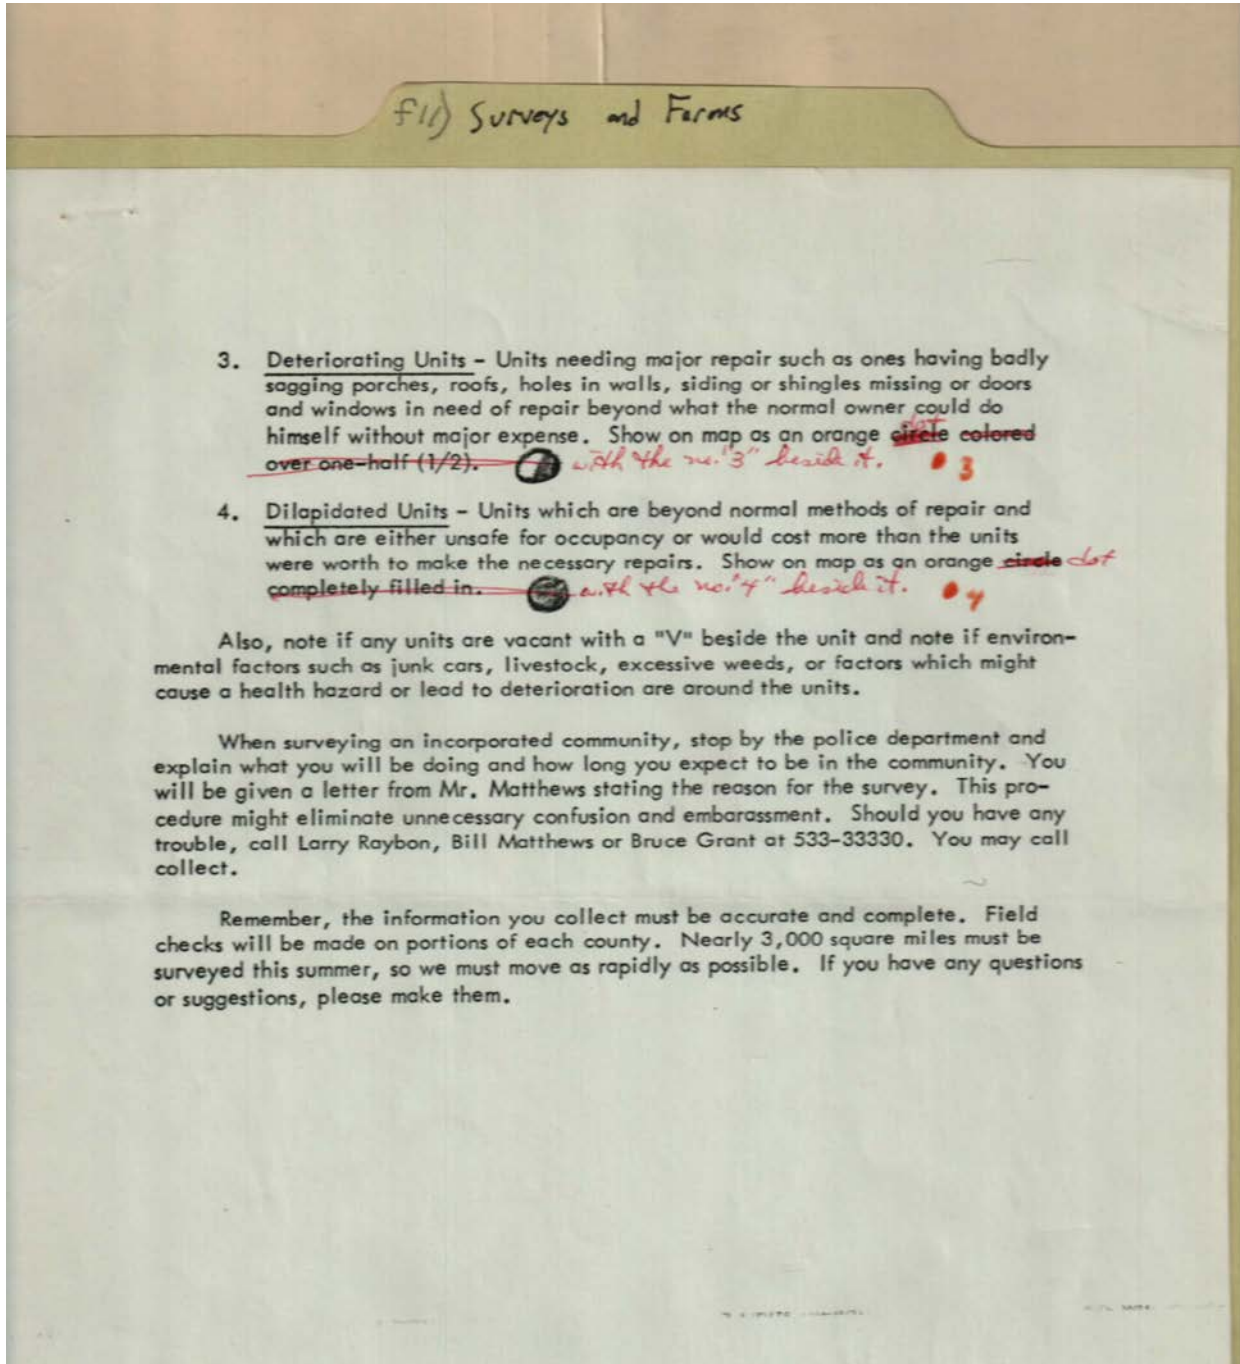 f11) Surveys and Forms
3. Deteriorating Units - Units needing major repair such as ones having badly
sagging porches, roofs, holes in walls, siding or shingles missing or doors
and windows in need of repair beyond what the normal owner could do
dot
himself without major expense. Show on map as an orange circle colored
over one-half (1/2). with the no. "3" beside it. 3
4. Dilapidated Units - Units which are beyond normal methods of repair and
which are either unsafe for occupancy or would cost more than the units
were worth to make the necessary repairs. Show on map as an orange circle dot
completely filled in. with the no. "4" beside it. 4
Also, note if any units are vacant with a "V" beside the unit and note if environ-
mental factors such as junk cars, livestock, excessive weeds, or factors which might
cause a health hazard or lead to deterioration are around the units.
When surveying an incorporated community, stop by the police department and
explain what you will be doing and how long you expect to be in the community. You
will be given a letter from Mr. Matthews stating the reason for the survey. This pro-
cedure might eliminate unnecessary confusion and embarassment. Should you have any
trouble, call Larry Raybon, Bill Matthews or Bruce Grant at 533-33330. You may call
collect.
Remember, the information you collect must be accurate and complete. Field
checks will be made on portions of each county. Nearly 3,000 square miles must be
surveyed this summer, so we must move as rapidly as possible. If you have any questions
or suggestions, please make them.